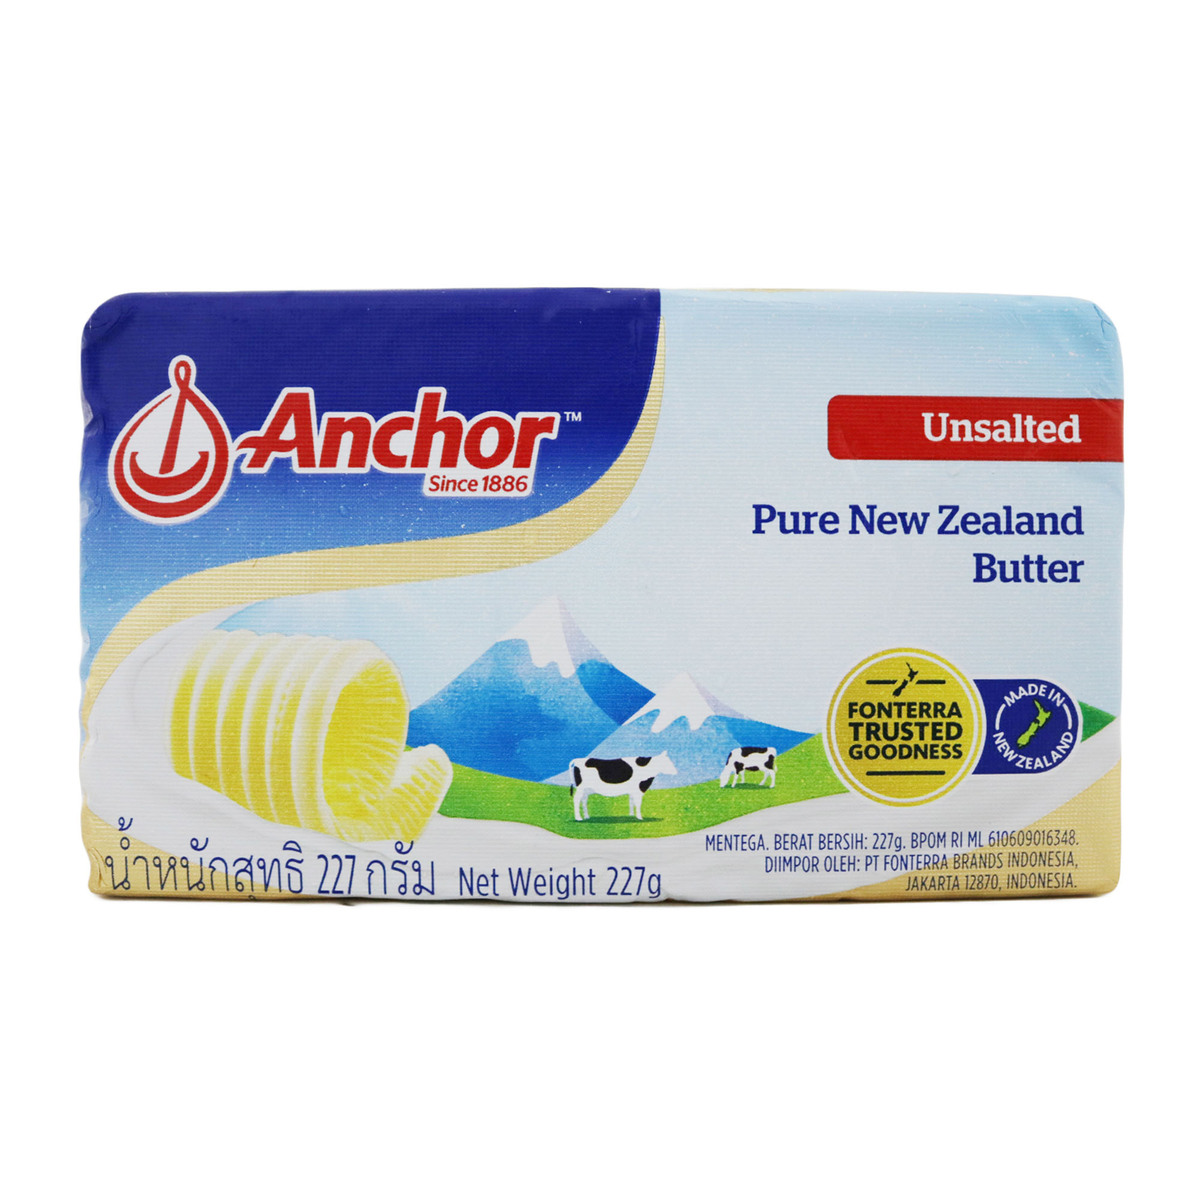 Anchor™
Since 1886
Unsalted
Pure New Zealand
Butter
FONTERRA
TRUSTED
GOODNESS
MADE IN
NEW ZEALAND
น้ำหนักสุทธิ 227 กรัม Net Weight 227g
MENTEGA. BERAT BERSIH: 227g. BPOM RI ML 610609016348.
DIIMPOR OLEH: PT FONTERRA BRANDS INDONESIA,
JAKARTA 12870, INDONESIA.